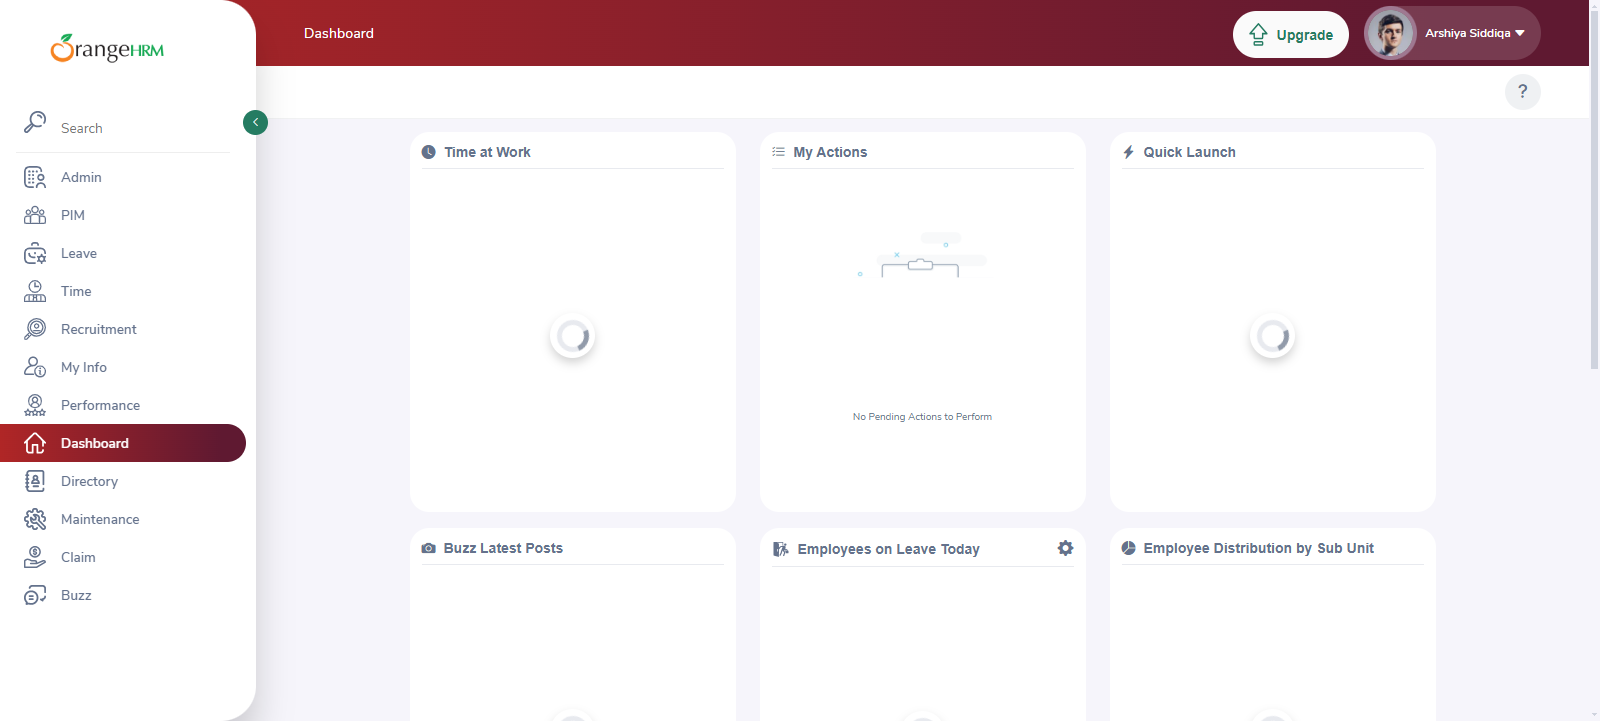 OrangeHRM
Dashboard
Upgrade
Arshiya Siddiqa
?
Search
Admin
PIM
Leave
Time
Recruitment
My Info
Performance
Dashboard
Directory
Maintenance
Claim
Buzz
Time at Work
My Actions
No Pending Actions to Perform
Quick Launch
Buzz Latest Posts
Employees on Leave Today
Employee Distribution by Sub Unit